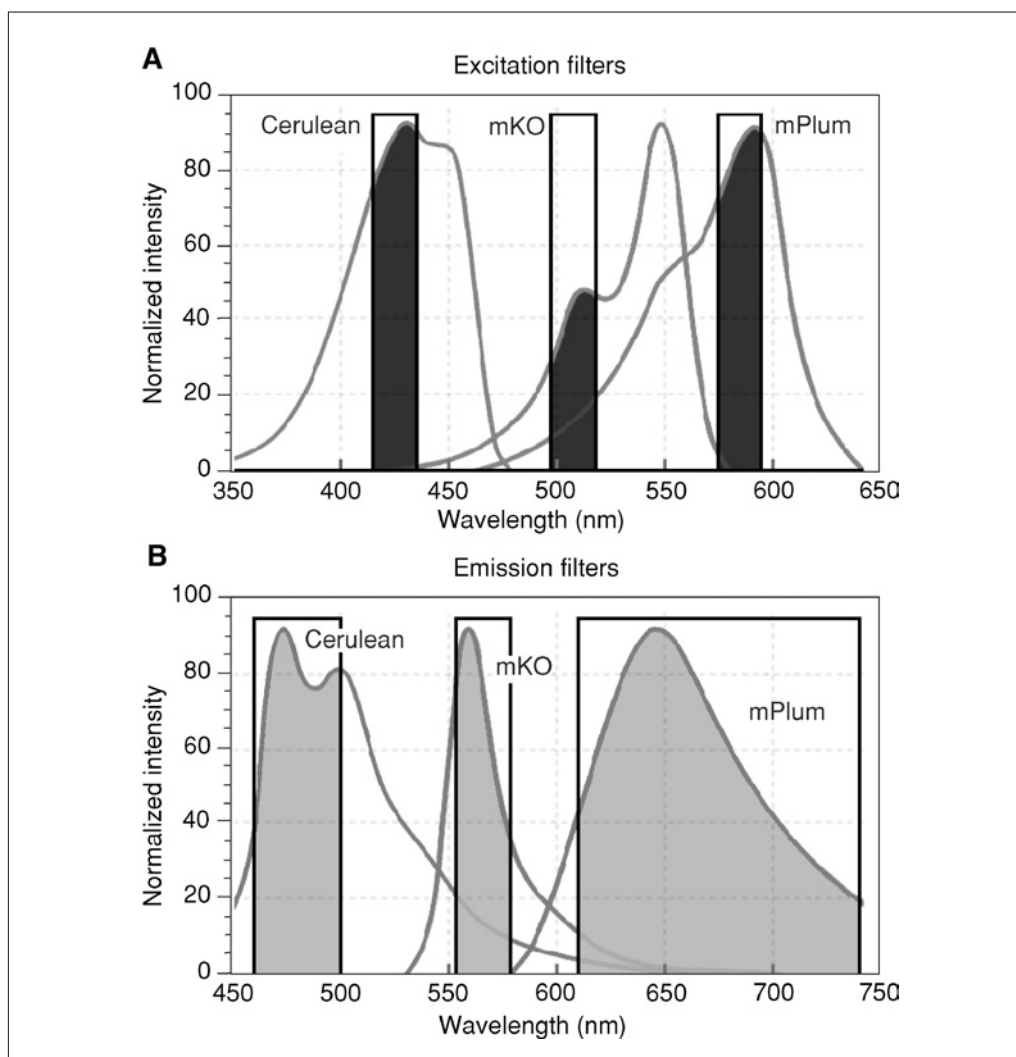 A
Excitation filters
100
80
60
40
20
0
Normalized intensity
Cerulean
mKO
mPlum
350 400 450 500 550 600 650
Wavelength (nm)
B
Emission filters
100
80
60
40
20
0
Normalized intensity
Cerulean
mKO
mPlum
450 500 550 600 650 700 750
Wavelength (nm)